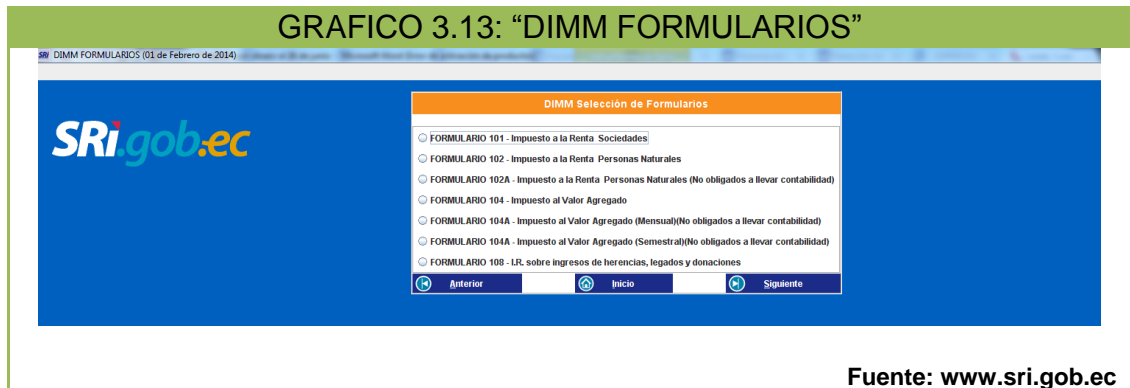 GRAFICO 3.13: “DIMM FORMULARIOS”
SRi DIMM FORMULARIOS (01 de Febrero de 2014)
SRi.gob.ec
DIMM Selección de Formularios
FORMULARIO 101 - Impuesto a la Renta Sociedades
FORMULARIO 102 - Impuesto a la Renta Personas Naturales
FORMULARIO 102A - Impuesto a la Renta Personas Naturales (No obligados a llevar contabilidad)
FORMULARIO 104 - Impuesto al Valor Agregado
FORMULARIO 104A - Impuesto al Valor Agregado (Mensual)(No obligados a llevar contabilidad)
FORMULARIO 104A - Impuesto al Valor Agregado (Semestral)(No obligados a llevar contabilidad)
FORMULARIO 108 - I.R. sobre ingresos de herencias, legados y donaciones
Anterior Inicio Siguiente
Fuente: www.sri.gob.ec